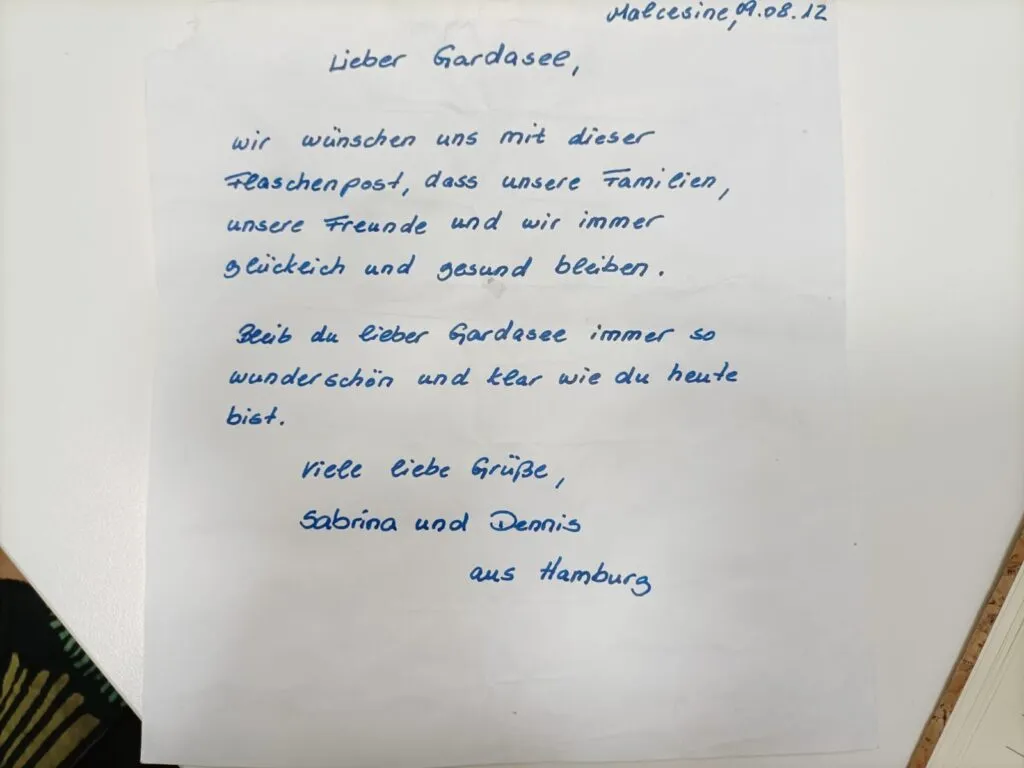 Malcesine, 09.08.12
Lieber Gardasee,
wir wünschen uns mit dieser
Flaschenpost, dass unsere Familien,
unsere Freunde und wir immer
glücklich und gesund bleiben.
Bleib du lieber Gardasee immer so
wunderschön und klar wie du heute
bist.
Viele liebe Grüße,
Sabrina und Dennis
aus Hamburg